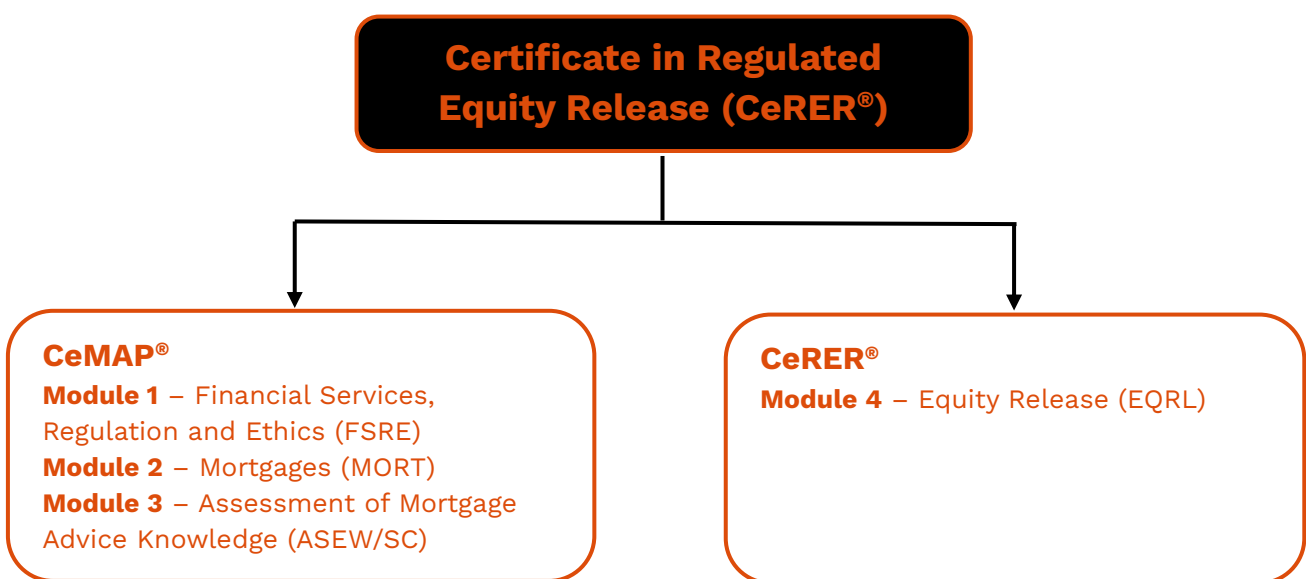 Certificate in Regulated
Equity Release (CeRER®)
CeMAP®
Module 1 – Financial Services,
Regulation and Ethics (FSRE)
Module 2 – Mortgages (MORT)
Module 3 – Assessment of Mortgage
Advice Knowledge (ASEW/SC)
CeRER®
Module 4 – Equity Release (EQRL)